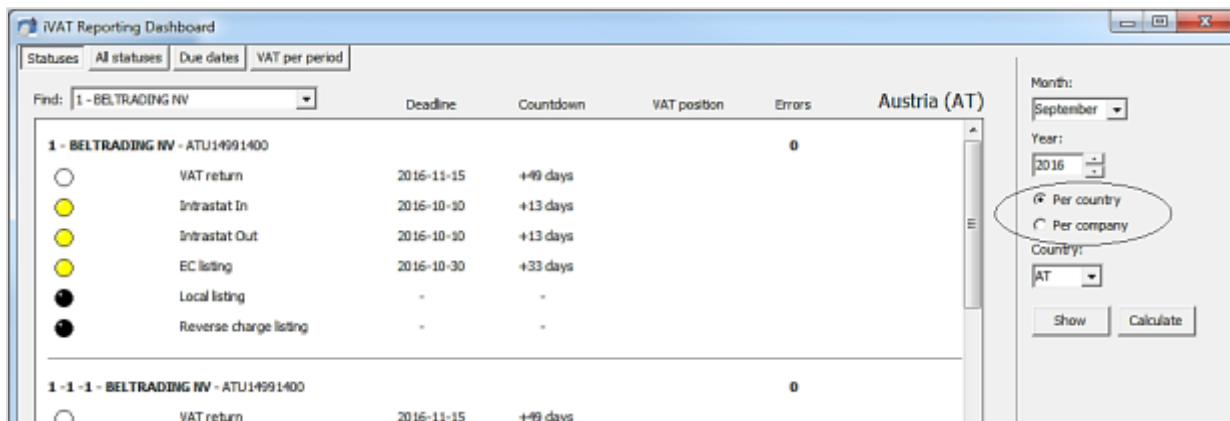 iVAT Reporting Dashboard
Statuses All statuses Due dates VAT per period
Find: 1 - BELTRADING NV Deadline Countdown VAT position Errors Austria (AT)
1 - BELTRADING NV - ATU14991400 0
VAT return 2016-11-15 +49 days
Intrastat In 2016-10-10 +13 days
Intrastat Out 2016-10-10 +13 days
EC listing 2016-10-30 +33 days
Local listing - -
Reverse charge listing - -
1 -1 -1 - BELTRADING NV - ATU14991400 0
VAT return 2016-11-15 +49 days
Month:
September
Year:
2016
Per country
Per company
Country:
AT
Show Calculate